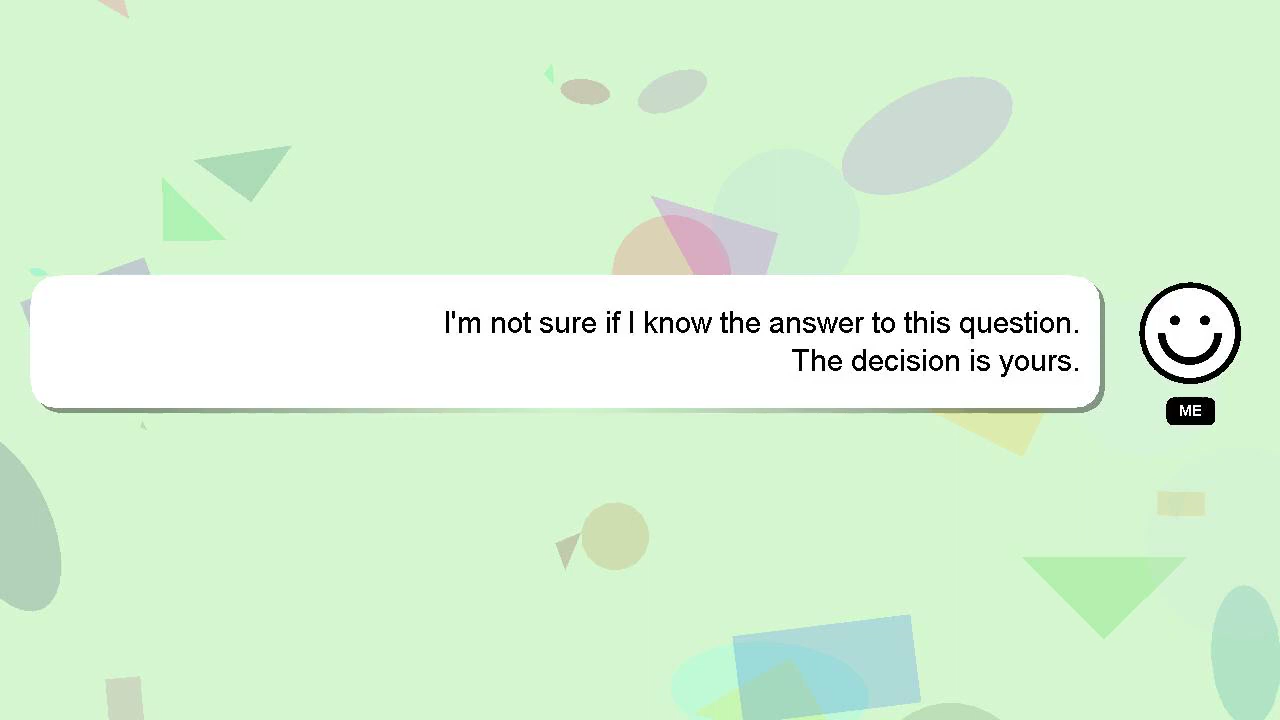 I'm not sure if I know the answer to this question.
The decision is yours.
ME